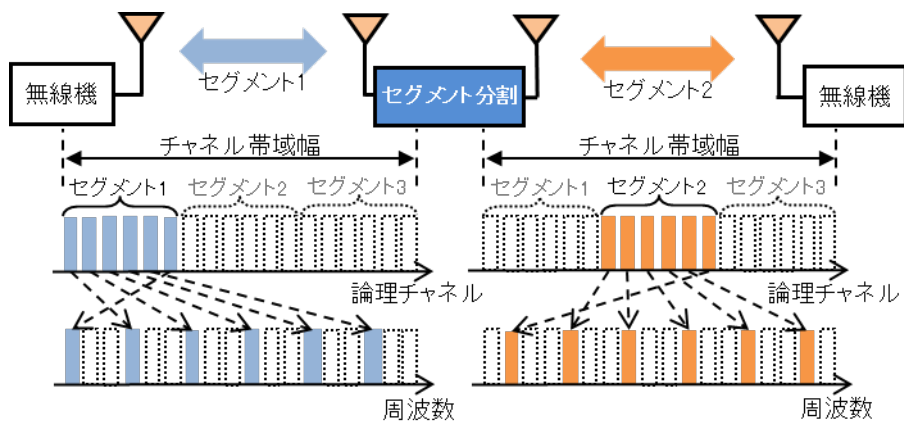 セグメント1
セグメント2
無線機
セグメント分割
無線機
チャネル帯域幅
チャネル帯域幅
セグメント1
セグメント2
セグメント3
セグメント1
セグメント2
セグメント3
論理チャネル
論理チャネル
周波数
周波数